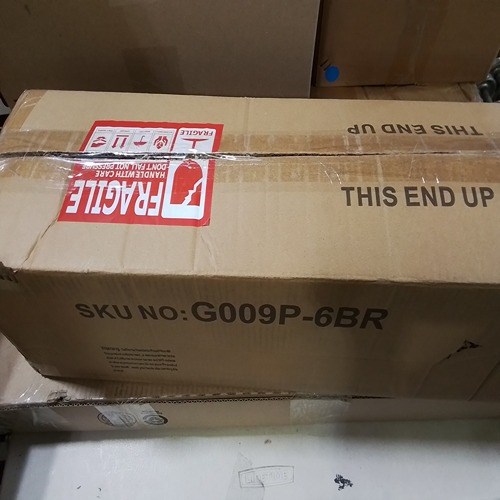 THIS END UP
THIS END UP
FRAGILE
HANDLE WITH CARE
DON'T FALL NOT PRESS
FRAGILE
SKU NO: G009P-6BR